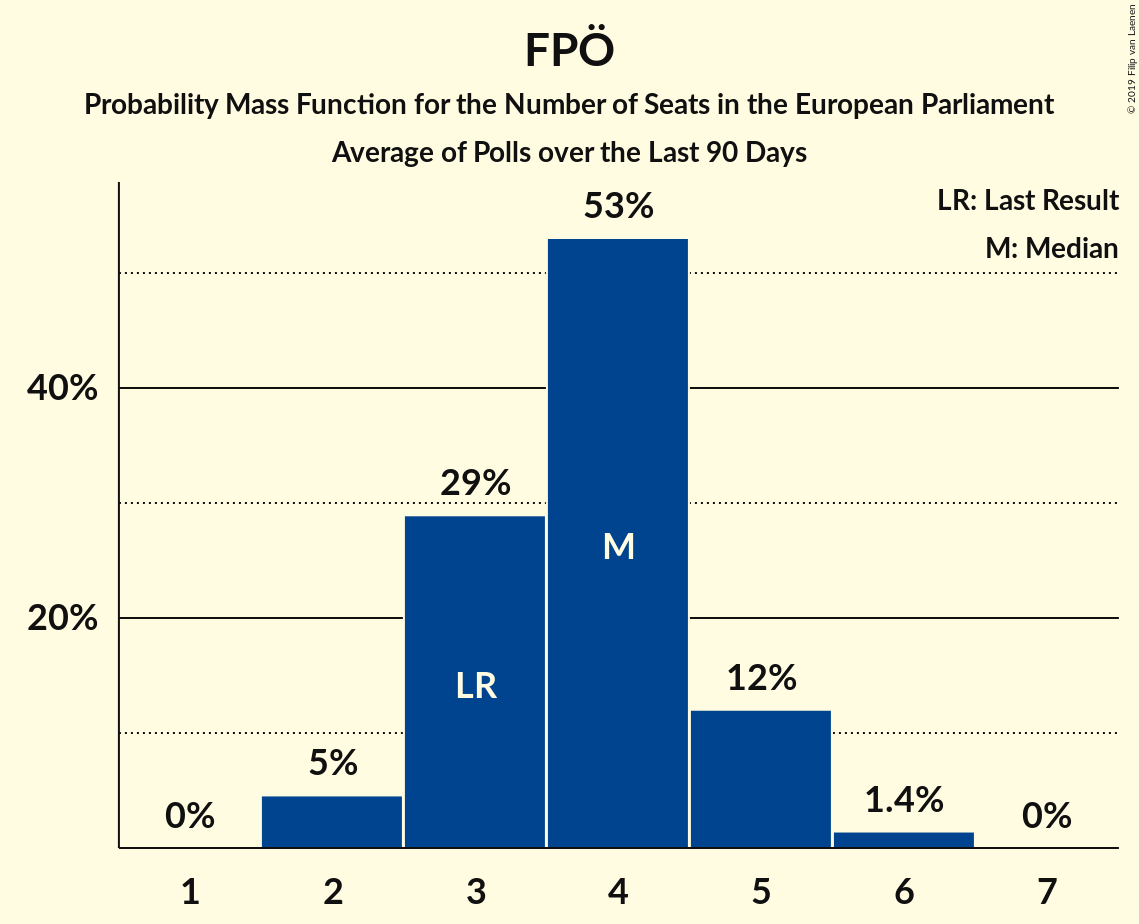 FPÖ
Probability Mass Function for the Number of Seats in the European Parliament
Average of Polls over the Last 90 Days
© 2019 Filip van Laenen
LR: Last Result
M: Median
53%
40%
29%
M
20%
LR
12%
5%
1.4%
0%
0%
1 2 3 4 5 6 7